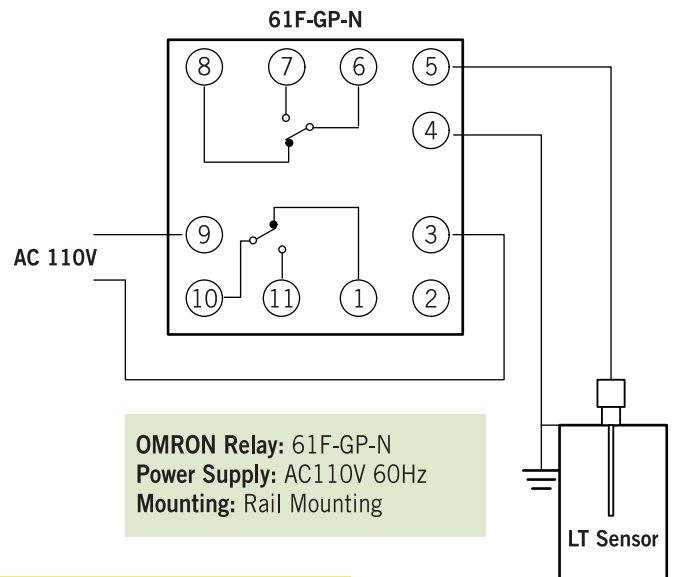 61F-GP-N
8 7 6 5
4
AC 110V
9 3
10 11 1 2
OMRON Relay: 61F-GP-N
Power Supply: AC110V 60Hz
Mounting: Rail Mounting
LT Sensor